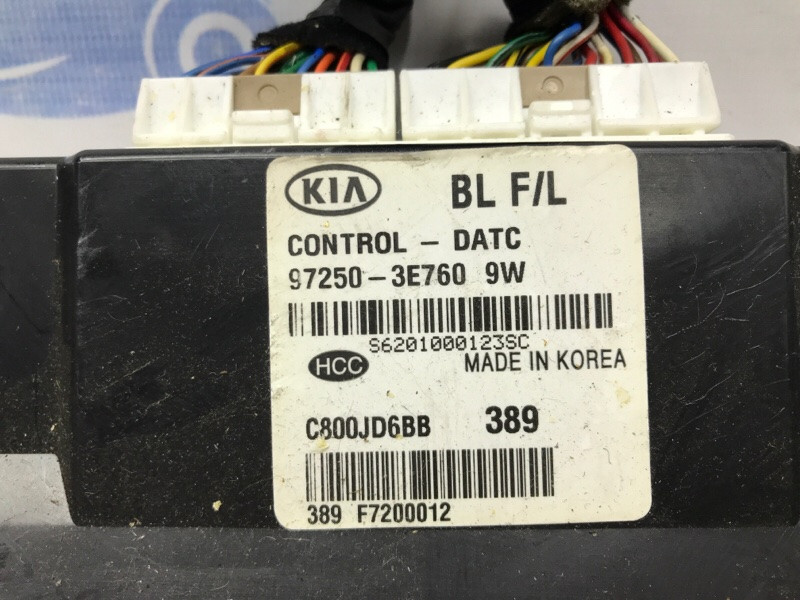 KIA BL F/L
CONTROL - DATC
97250-3E760 9W
S6201000123SC
HCC MADE IN KOREA
C800JD6BB 389
389 F7200012